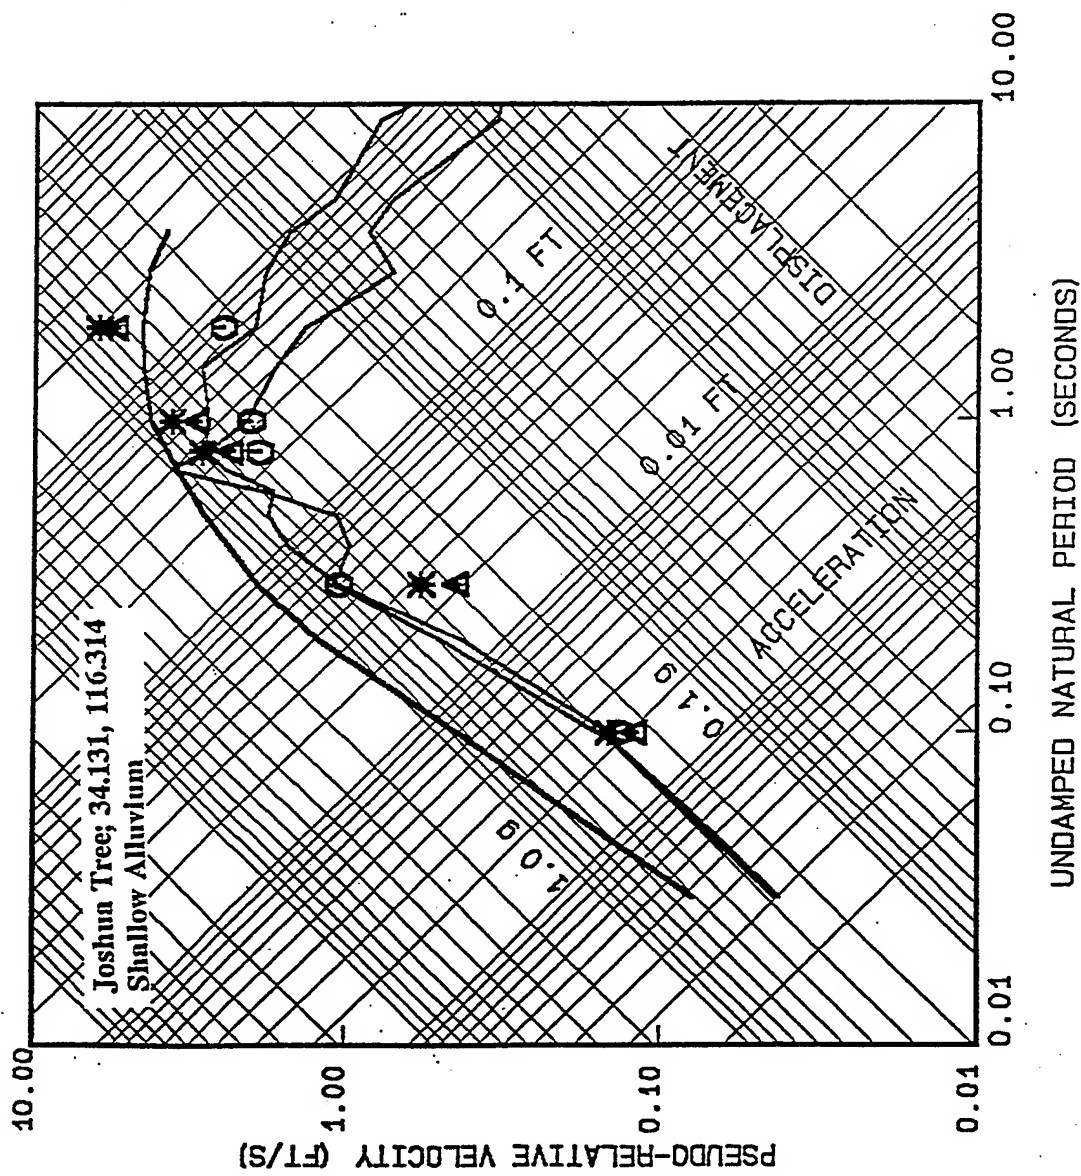 Joshua Tree; 34.131, 116.314
Shallow Alluvium
10.00
1.00
0.10
0.01
PSEUDO-RELATIVE VELOCITY (FT/S)
1.0 g
0.1 g
ACCELERATION
0.01 FT
0.1 FT
DISPLACEMENT
0.01
0.10
1.00
10.00
UNDAMPED NATURAL PERIOD (SECONDS)